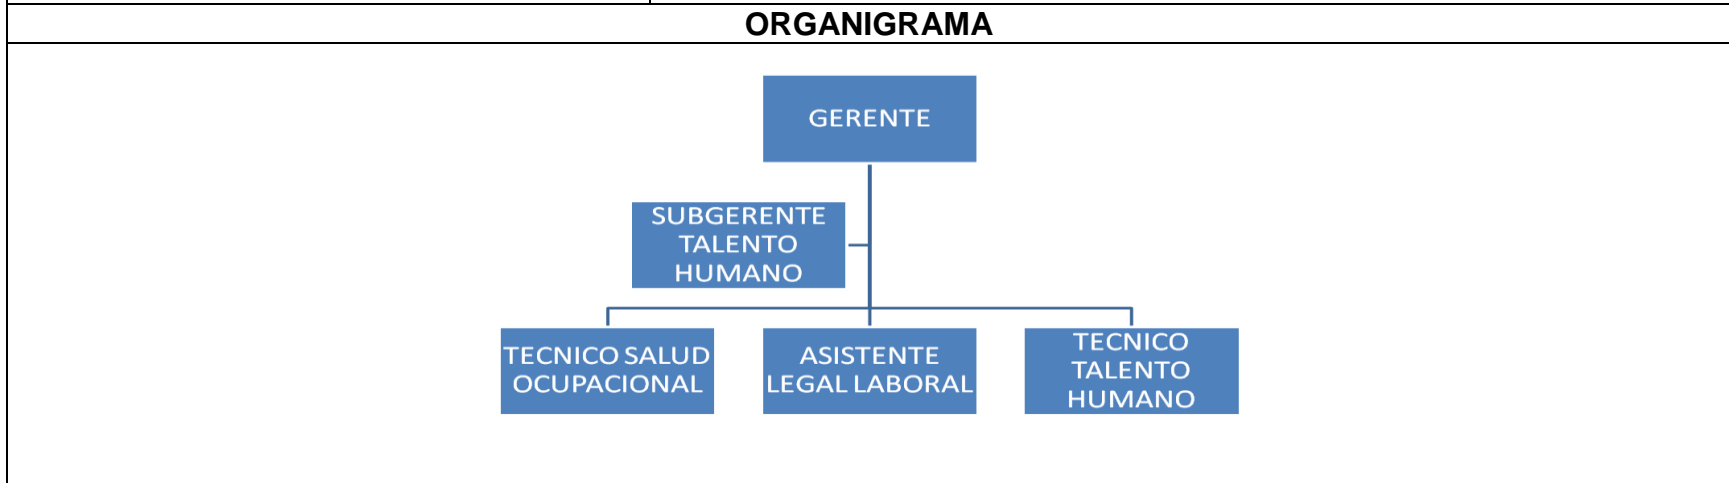 ORGANIGRAMA
GERENTE
SUBGERENTE
TALENTO
HUMANO
TECNICO SALUD
OCUPACIONAL
ASISTENTE
LEGAL LABORAL
TECNICO
TALENTO
HUMANO